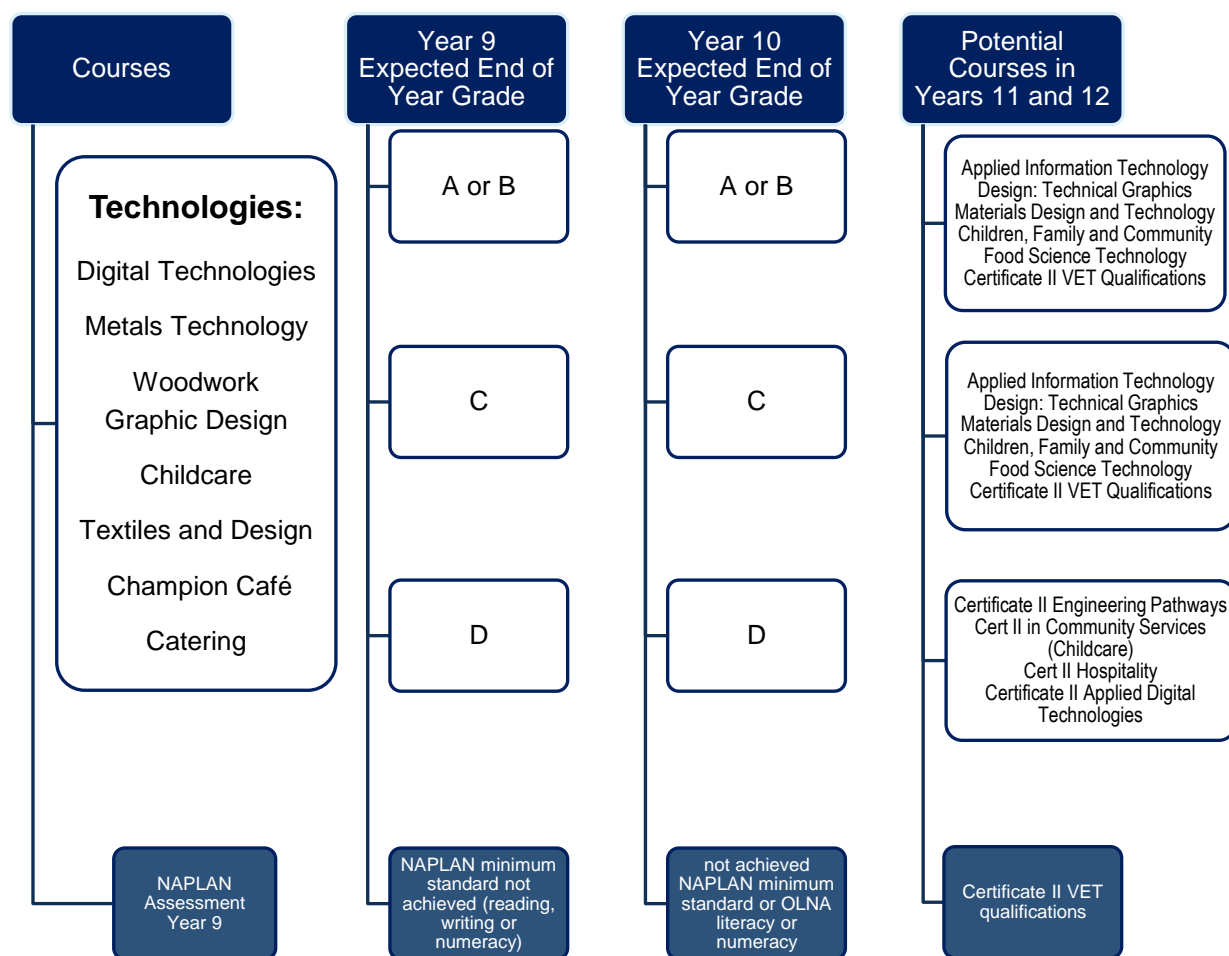 Courses
Technologies:
Digital Technologies
Metals Technology
Woodwork
Graphic Design
Childcare
Textiles and Design
Champion Café
Catering
NAPLAN
Assessment
Year 9
Year 9
Expected End of
Year Grade
A or B
C
D
NAPLAN minimum
standard not
achieved (reading,
writing or
numeracy)
Year 10
Expected End of
Year Grade
A or B
C
D
not achieved
NAPLAN minimum
standard or OLNA
literacy or
numeracy
Potential
Courses in
Years 11 and 12
Applied Information Technology
Design: Technical Graphics
Materials Design and Technology
Children, Family and Community
Food Science Technology
Certificate II VET Qualifications
Applied Information Technology
Design: Technical Graphics
Materials Design and Technology
Children, Family and Community
Food Science Technology
Certificate II VET Qualifications
Certificate II Engineering Pathways
Cert II in Community Services
(Childcare)
Cert II Hospitality
Certificate II Applied Digital
Technologies
Certificate II VET
qualifications